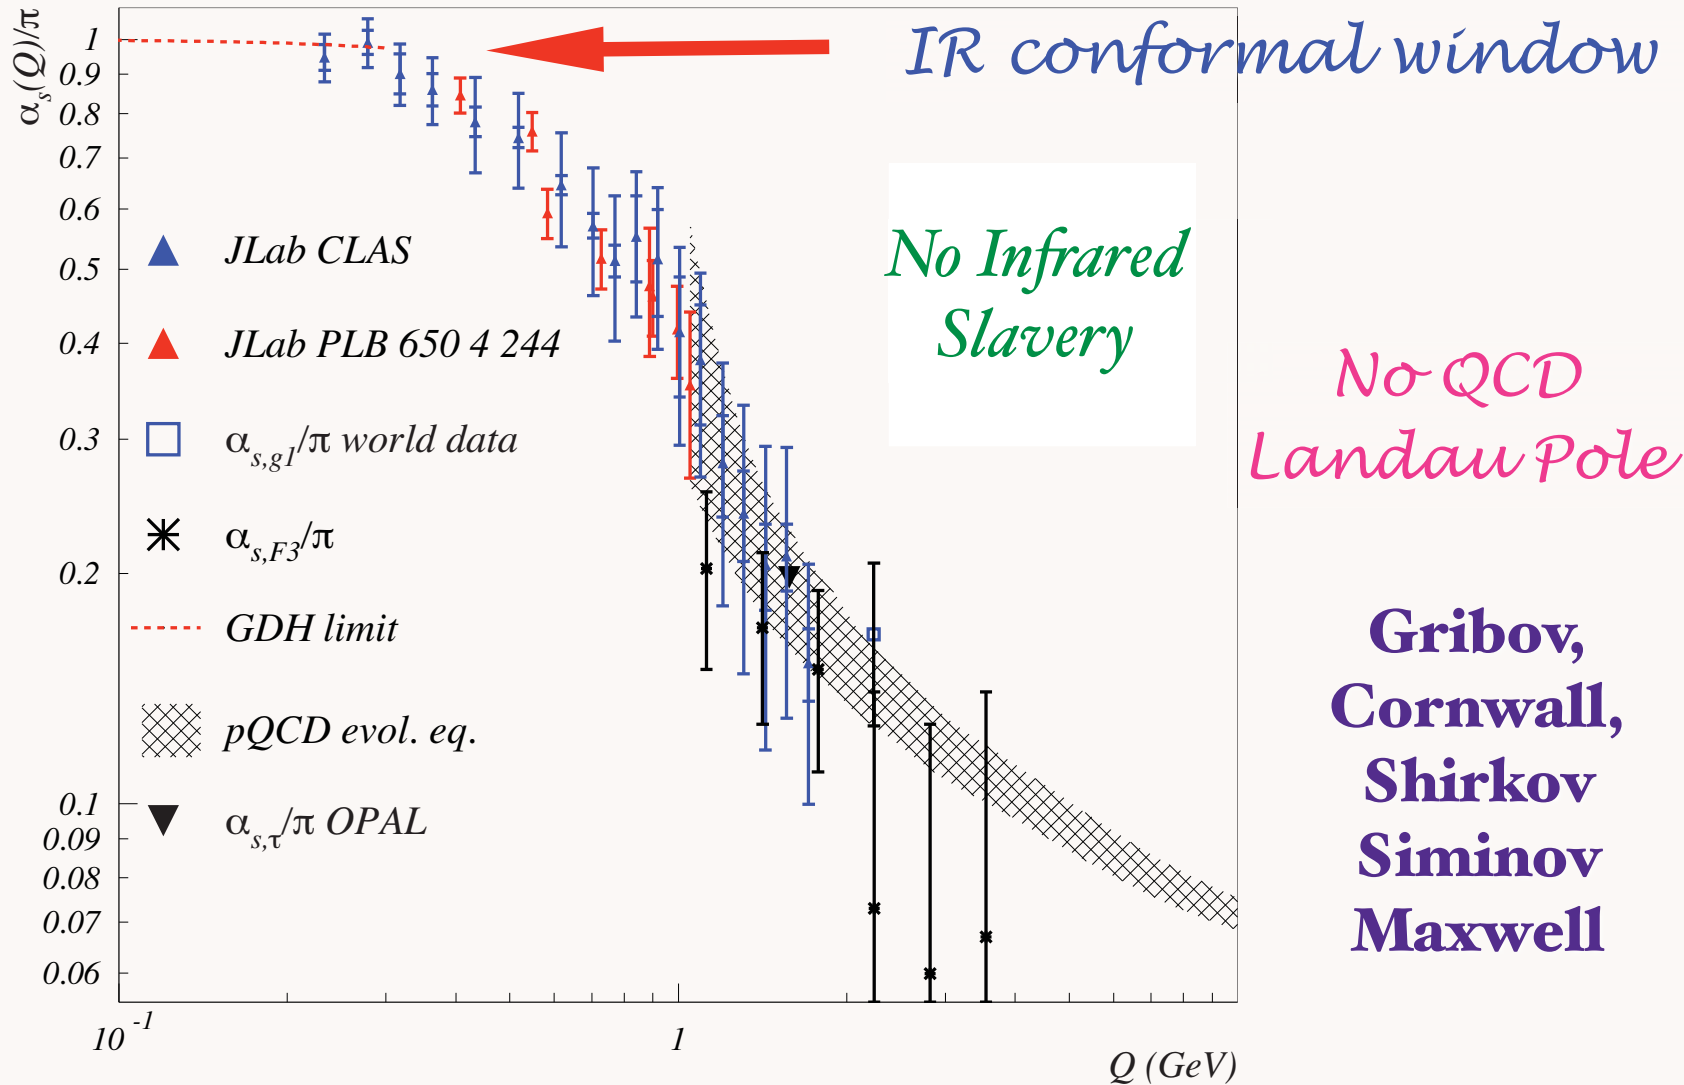 αs(Q)/π
1
0.9
0.8
0.7
0.6
0.5
0.4
0.3
0.2
0.1
0.09
0.08
0.07
0.06
IR conformal window
No Infrared
Slavery
No QCD
Landau Pole
JLab CLAS
JLab PLB 650 4 244
αs,g1/π world data
αs,F3/π
GDH limit
pQCD evol. eq.
αs,τ/π OPAL
Gribov,
Cornwall,
Shirkov
Siminov
Maxwell
10 -1
1
Q (GeV)